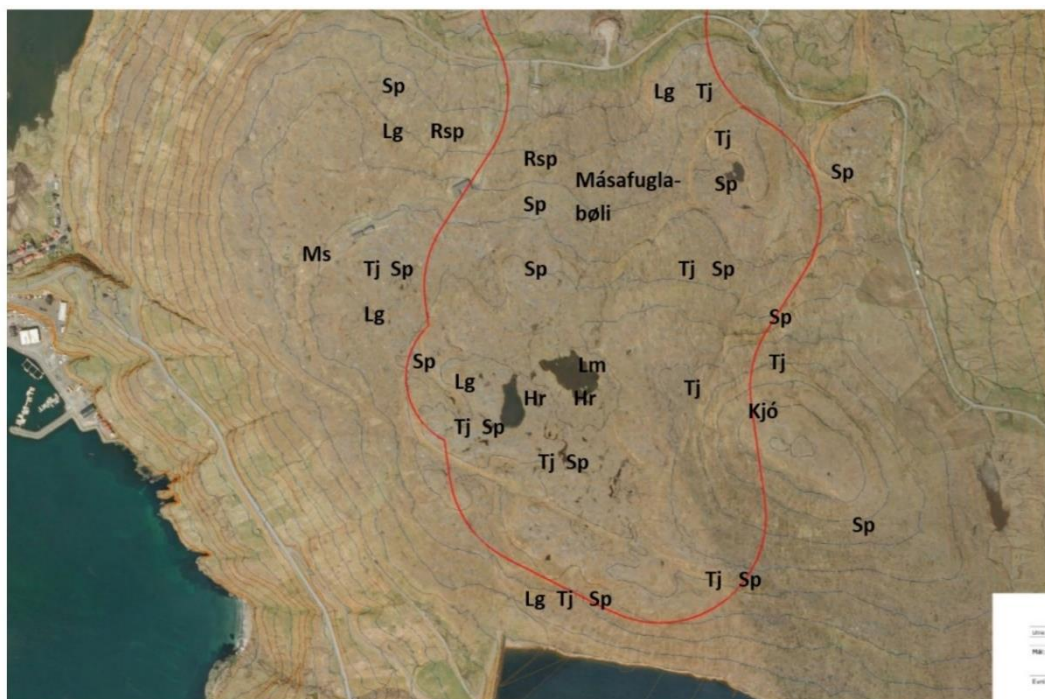 Sp
Lg Tj
Lg Rsp
Tj
Rsp
Sp
Másafugla-
bøli
Sp
Sp
Ms
Tj Sp
Sp
Tj Sp
Lg
Sp
Sp
Lm
Tj
Lg
Hr
Hr
Tj
Kjó
Tj Sp
Tj Sp
Sp
Tj Sp
Lg Tj Sp